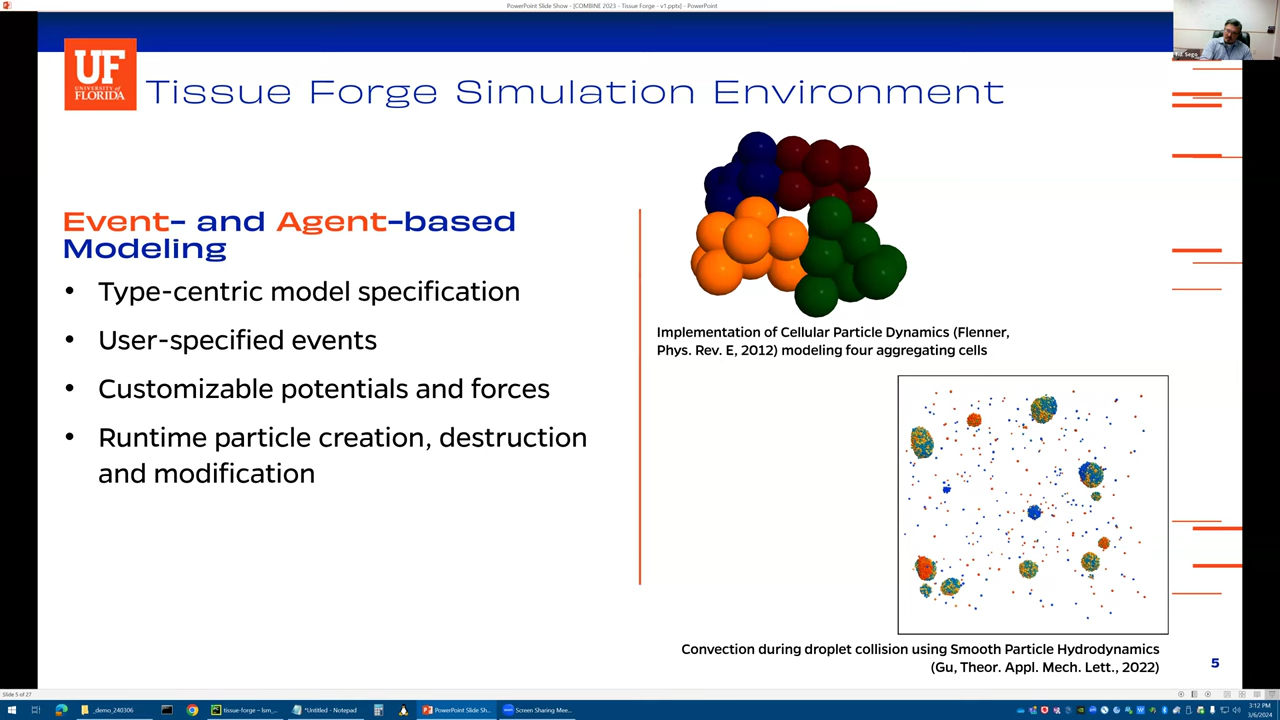 PowerPoint Slide Show - [COMBINE 2023 - Tissue Forge - v1.pptx] - PowerPoint
UF
UNIVERSITY of
FLORIDA
Tissue Forge Simulation Environment
Event- and Agent-based
Modeling
• Type-centric model specification
• User-specified events
• Customizable potentials and forces
• Runtime particle creation, destruction
and modification
Implementation of Cellular Particle Dynamics (Flenner,
Phys. Rev. E, 2012) modeling four aggregating cells
Convection during droplet collision using Smooth Particle Hydrodynamics
(Gu, Theor. Appl. Mech. Lett., 2022)
5
Slide 5 of 27
_demo_240306
tissue-forge – lsm_...
*Untitled - Notepad
PowerPoint Slide Sh...
Screen Sharing Mee...
3:12 PM
3/6/2024